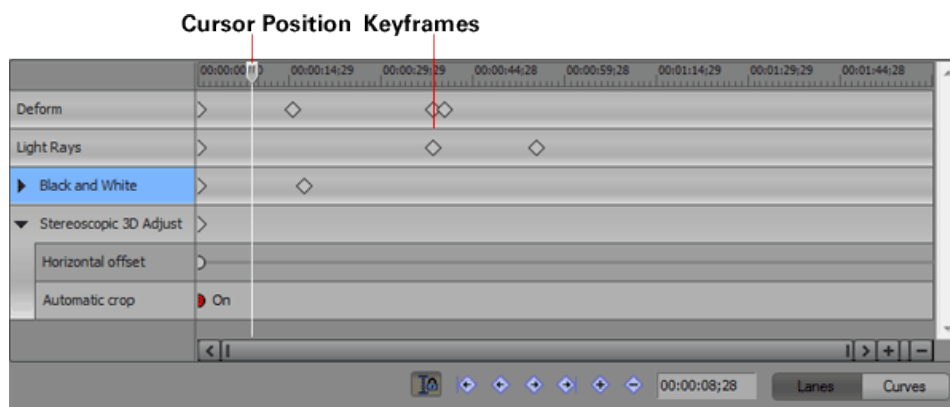 Cursor Position Keyframes
00:00:00 00:00:14;29 00:00:29;29 00:00:44;28 00:00:59;28 00:01:14;29 00:01:29;29 00:01:44;28
Deform
Light Rays
Black and White
Stereoscopic 3D Adjust
Horizontal offset
Automatic crop On
00:00:08;28 Lanes Curves